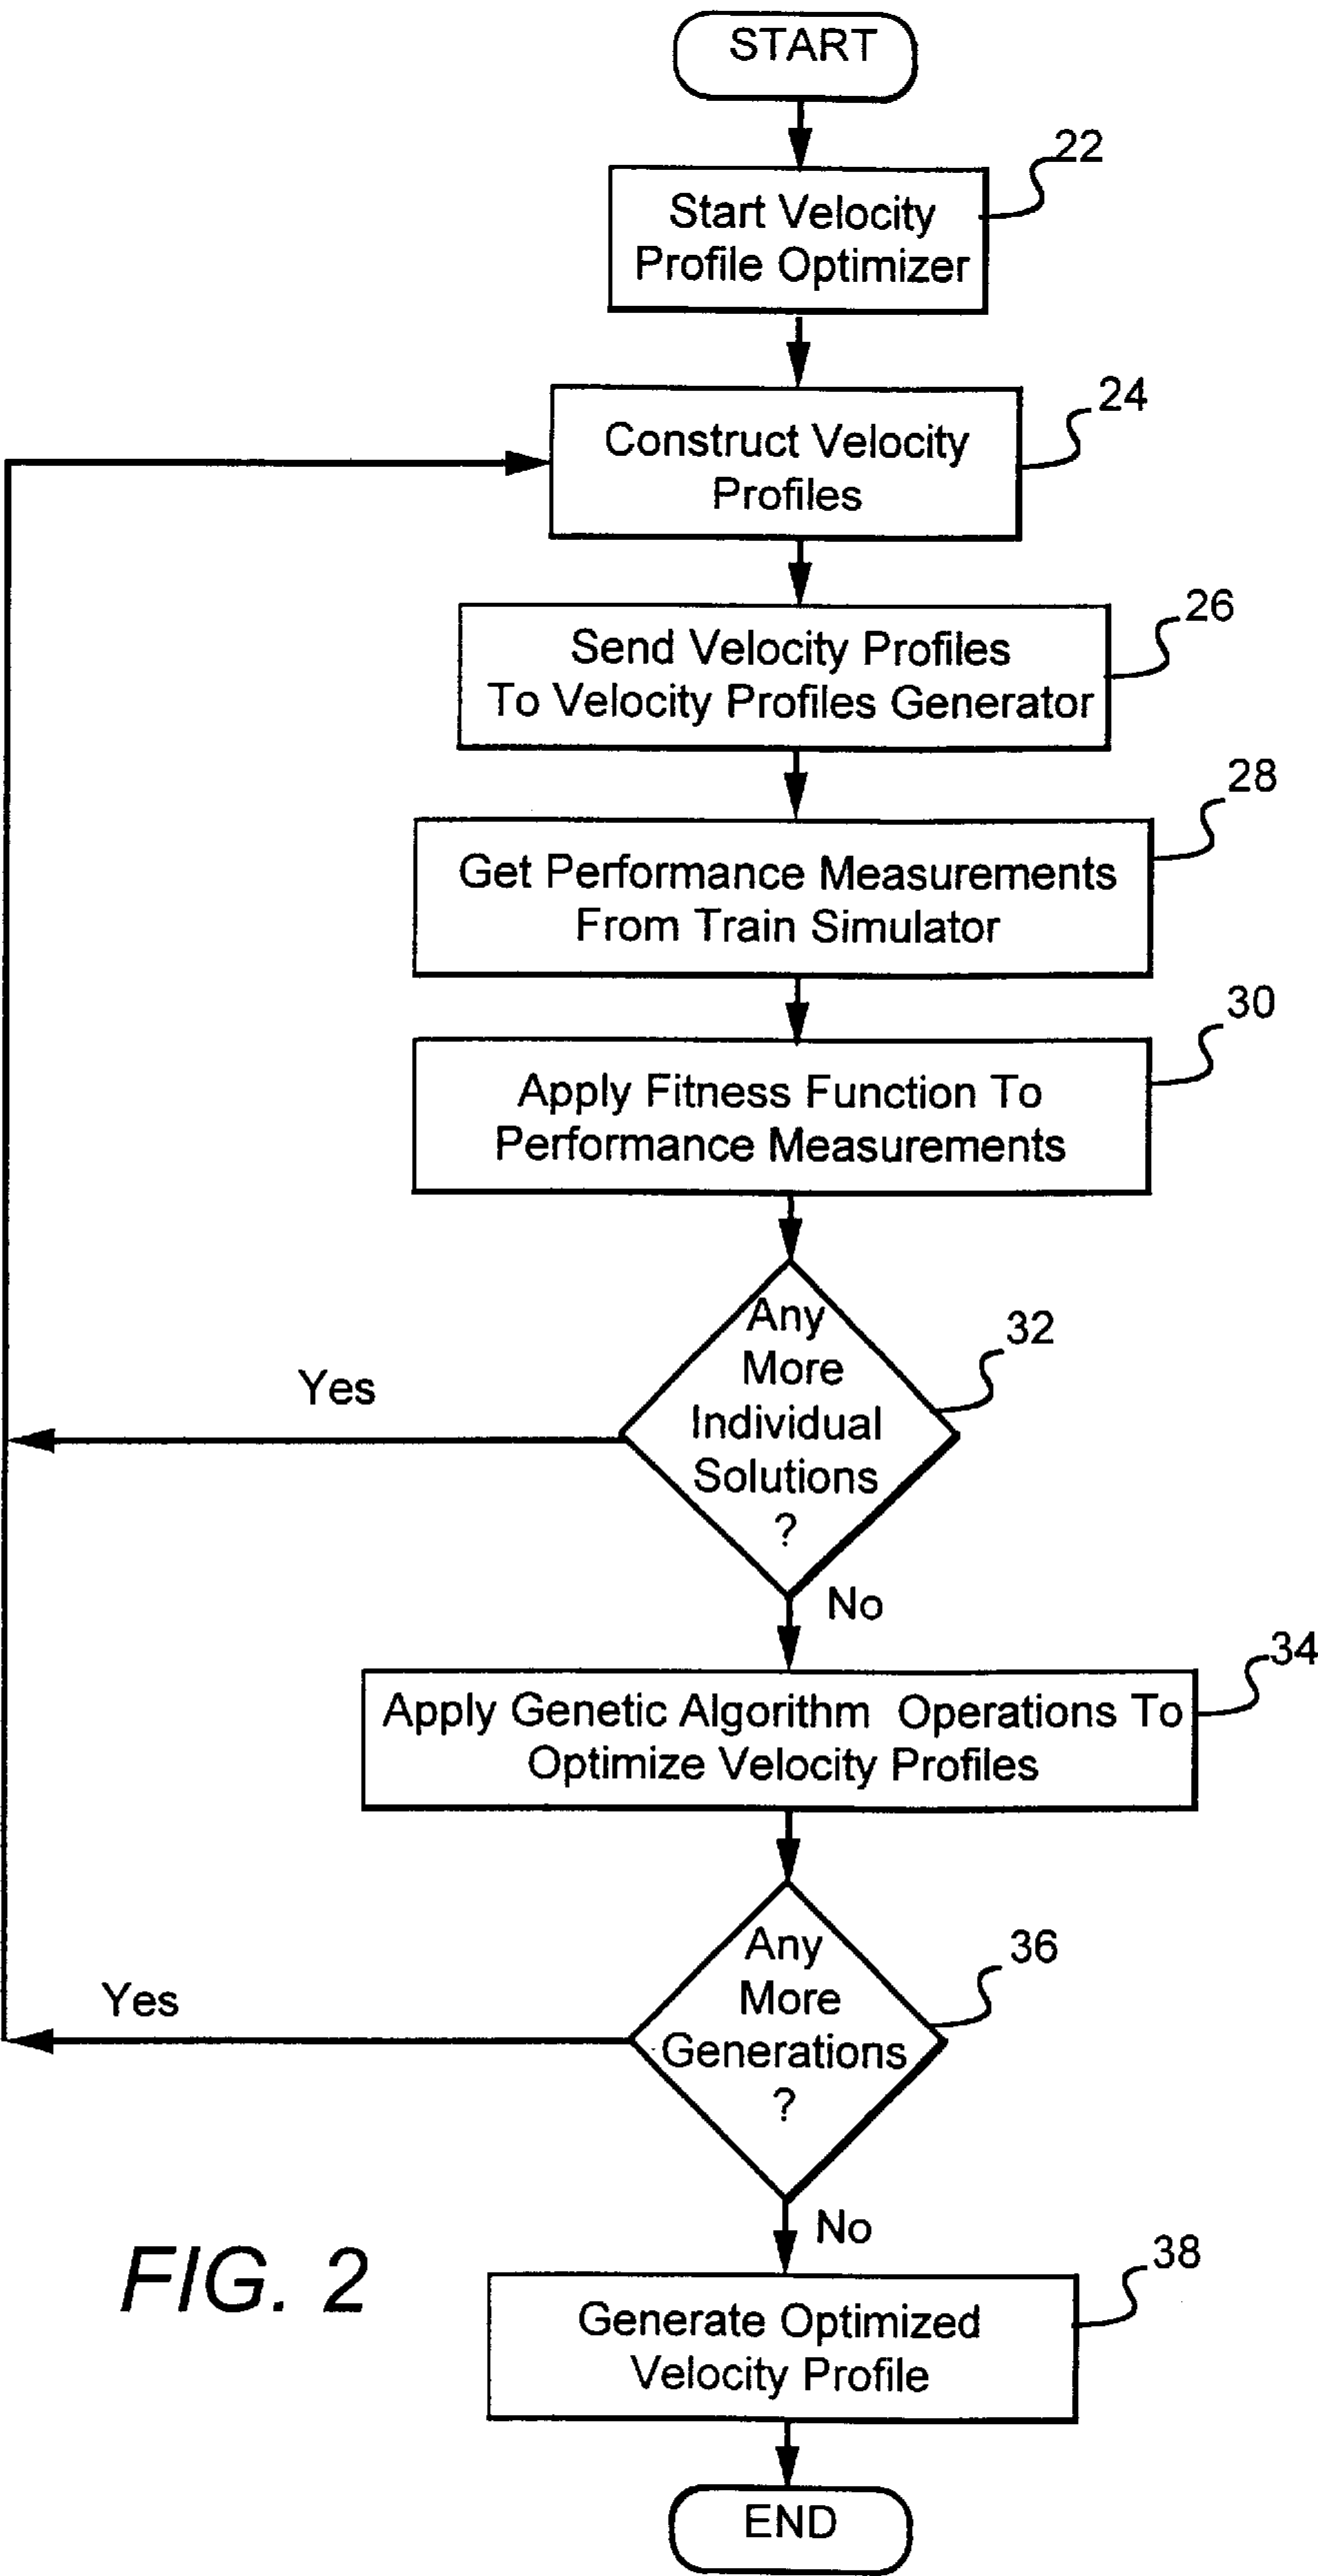 START
22
Start Velocity
Profile Optimizer
24
Construct Velocity
Profiles
26
Send Velocity Profiles
To Velocity Profiles Generator
28
Get Performance Measurements
From Train Simulator
30
Apply Fitness Function To
Performance Measurements
32
Any
More
Individual
Solutions
?
Yes
No
34
Apply Genetic Algorithm Operations To
Optimize Velocity Profiles
36
Any
More
Generations
?
Yes
No
38
Generate Optimized
Velocity Profile
FIG. 2
END